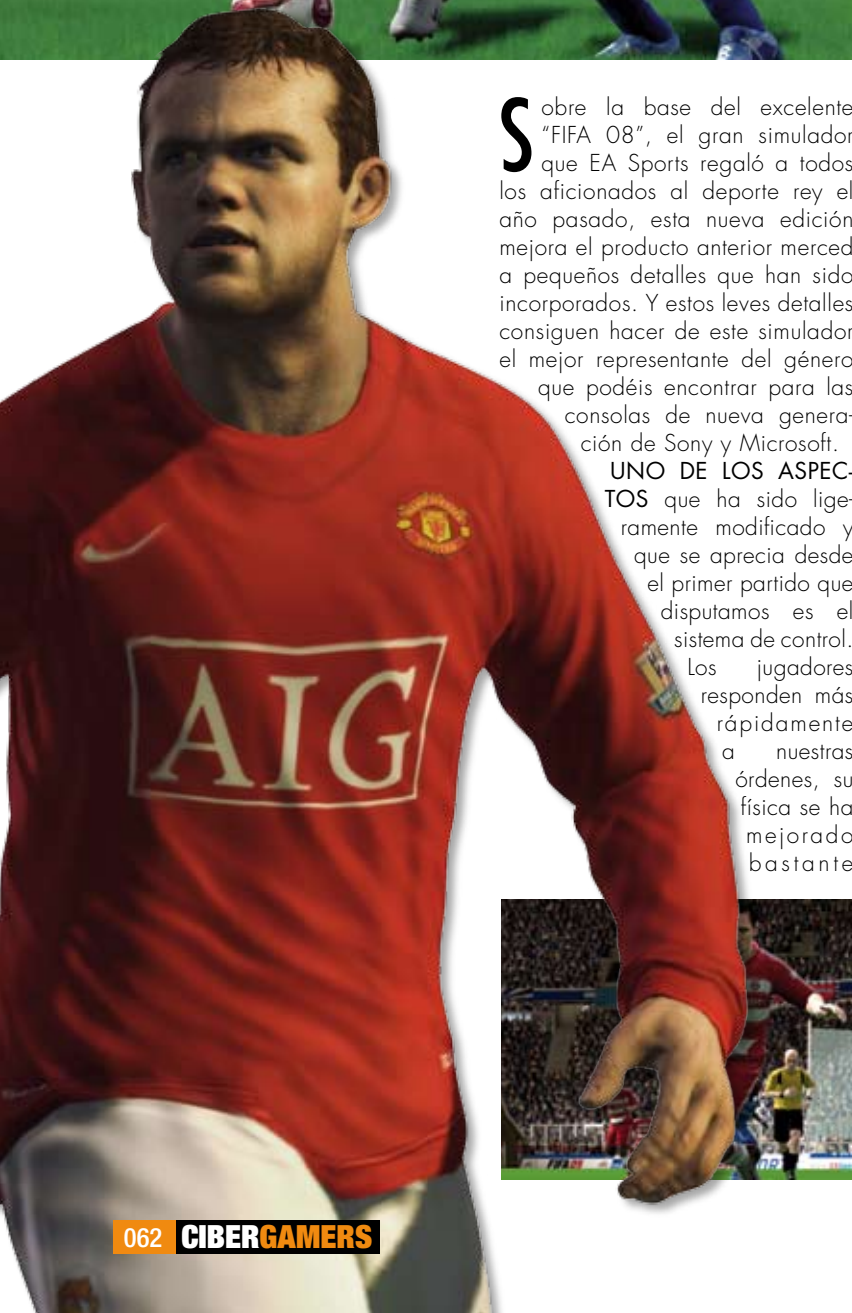 Sobre la base del excelente
“FIFA 08”, el gran simulador
que EA Sports regaló a todos
los aficionados al deporte rey el
año pasado, esta nueva edición
mejora el producto anterior merced
a pequeños detalles que han sido
incorporados. Y estos leves detalles
consiguen hacer de este simulador
el mejor representante del género
que podéis encontrar para las
consolas de nueva genera-
ción de Sony y Microsoft.
UNO DE LOS ASPEC-
TOS que ha sido lige-
ramente modificado y
que se aprecia desde
el primer partido que
disputamos es el
sistema de control.
Los jugadores
responden más
rápidamente
a nuestras
órdenes, su
física se ha
mejorado
bastante
AIG
062 CIBERGAMERS